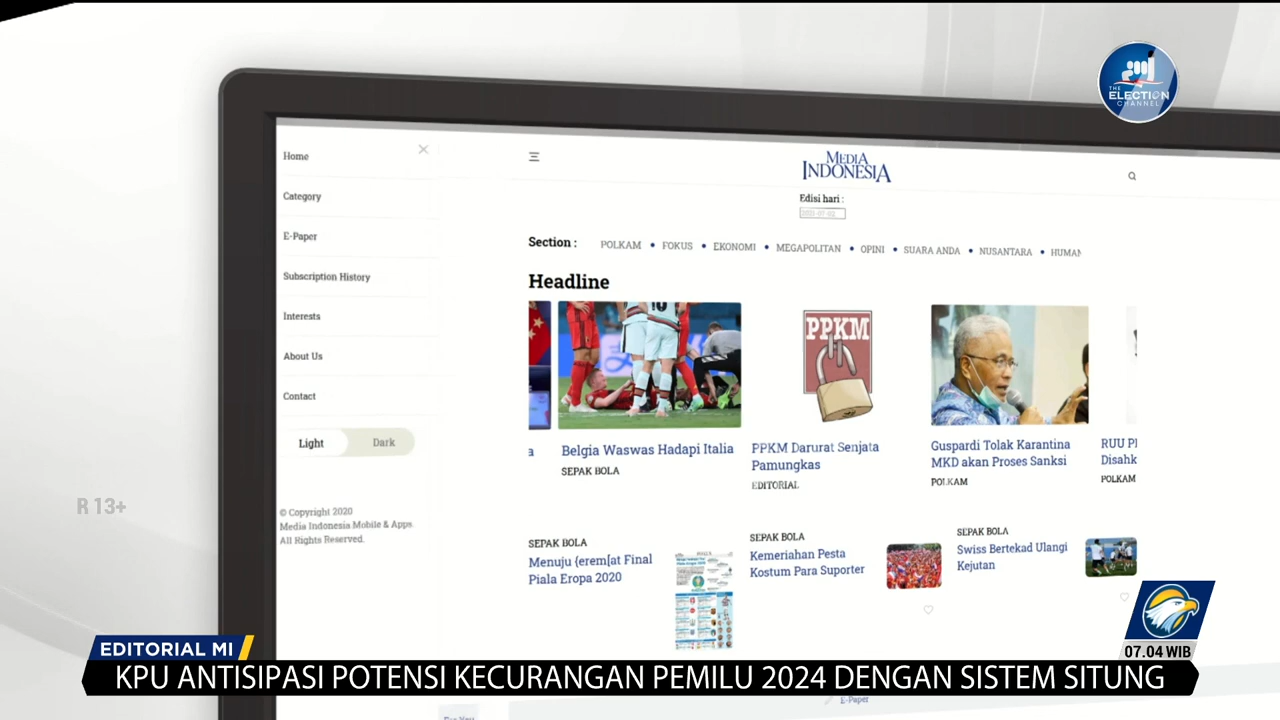 THE
ELECTION
CHANNEL
Home
Category
E-Paper
Subscription History
Interests
About Us
Contact
Light
Dark
© Copyright 2020
Media Indonesia Mobile & Apps.
All Rights Reserved.
MEDIA
INDONESIA
Edisi hari :
Section :
POLKAM • FOKUS • EKONOMI • MEGAPOLITAN • OPINI • SUARA ANDA • NUSANTARA • HUMAN
Headline
a
Belgia Waswas Hadapi Italia
SEPAK BOLA
PPKM
PPKM Darurat Senjata
Pamungkas
EDITORIAL
Guspardi Tolak Karantina
MKD akan Proses Sanksi
POLKAM
RUU
Disahk
POLKAM
SEPAK BOLA
Menuju {erem[at Final
Piala Eropa 2020
SEPAK BOLA
Kemeriahan Pesta
Kostum Para Suporter
SEPAK BOLA
Swiss Bertekad Ulangi
Kejutan
R 13+
EDITORIAL MI
07.04 WIB
KPU ANTISIPASI POTENSI KECURANGAN PEMILU 2024 DENGAN SISTEM SITUNG
E-Paper